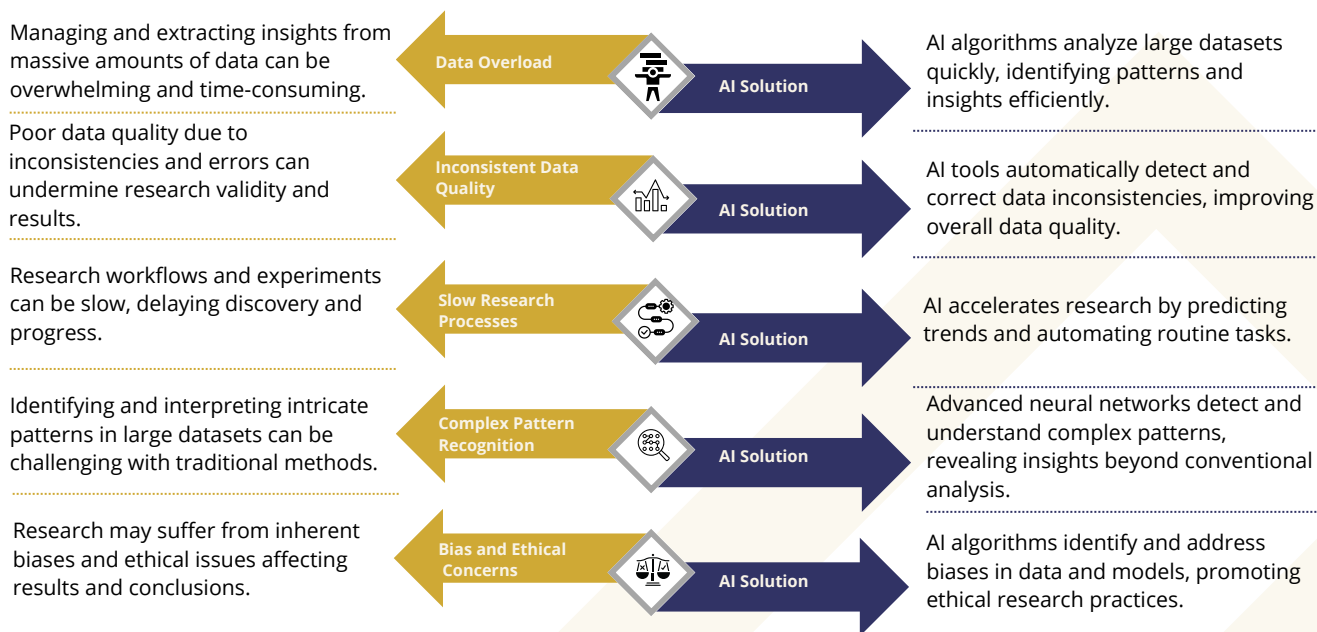 Managing and extracting insights from
massive amounts of data can be
overwhelming and time-consuming.
Data Overload
AI Solution
AI algorithms analyze large datasets
quickly, identifying patterns and
insights efficiently.
Poor data quality due to
inconsistencies and errors can
undermine research validity and
results.
Inconsistent Data
Quality
AI Solution
AI tools automatically detect and
correct data inconsistencies, improving
overall data quality.
Research workflows and experiments
can be slow, delaying discovery and
progress.
Slow Research
Processes
AI Solution
AI accelerates research by predicting
trends and automating routine tasks.
Identifying and interpreting intricate
patterns in large datasets can be
challenging with traditional methods.
Complex Pattern
Recognition
AI Solution
Advanced neural networks detect and
understand complex patterns,
revealing insights beyond conventional
analysis.
Research may suffer from inherent
biases and ethical issues affecting
results and conclusions.
Bias and Ethical
Concerns
AI Solution
AI algorithms identify and address
biases in data and models, promoting
ethical research practices.